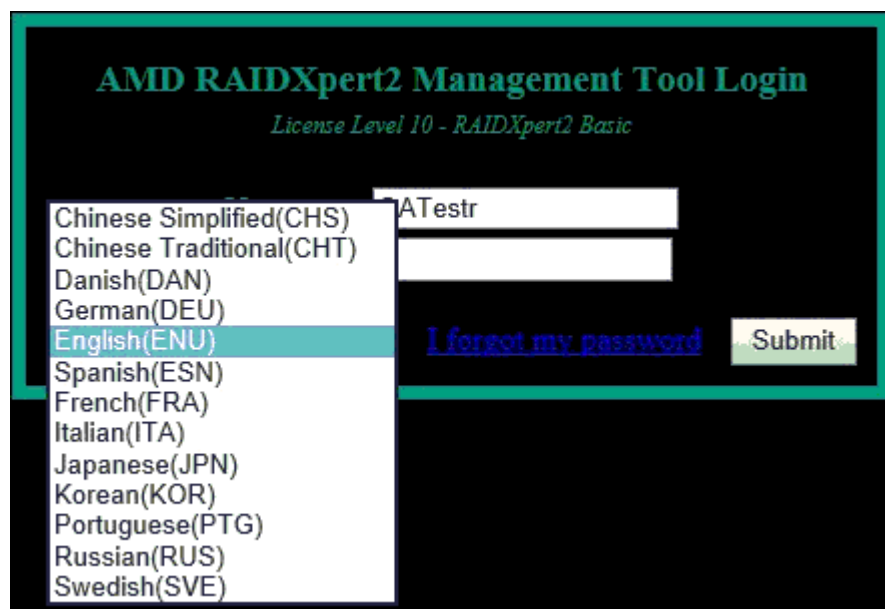 AMD RAIDXpert2 Management Tool Login
License Level 10 - RAIDXpert2 Basic
Chinese Simplified(CHS)
Chinese Traditional(CHT)
Danish(DAN)
German(DEU)
English(ENU)
Spanish(ESN)
French(FRA)
Italian(ITA)
Japanese(JPN)
Korean(KOR)
Portuguese(PTG)
Russian(RUS)
Swedish(SVE)
I forgot my password
Submit